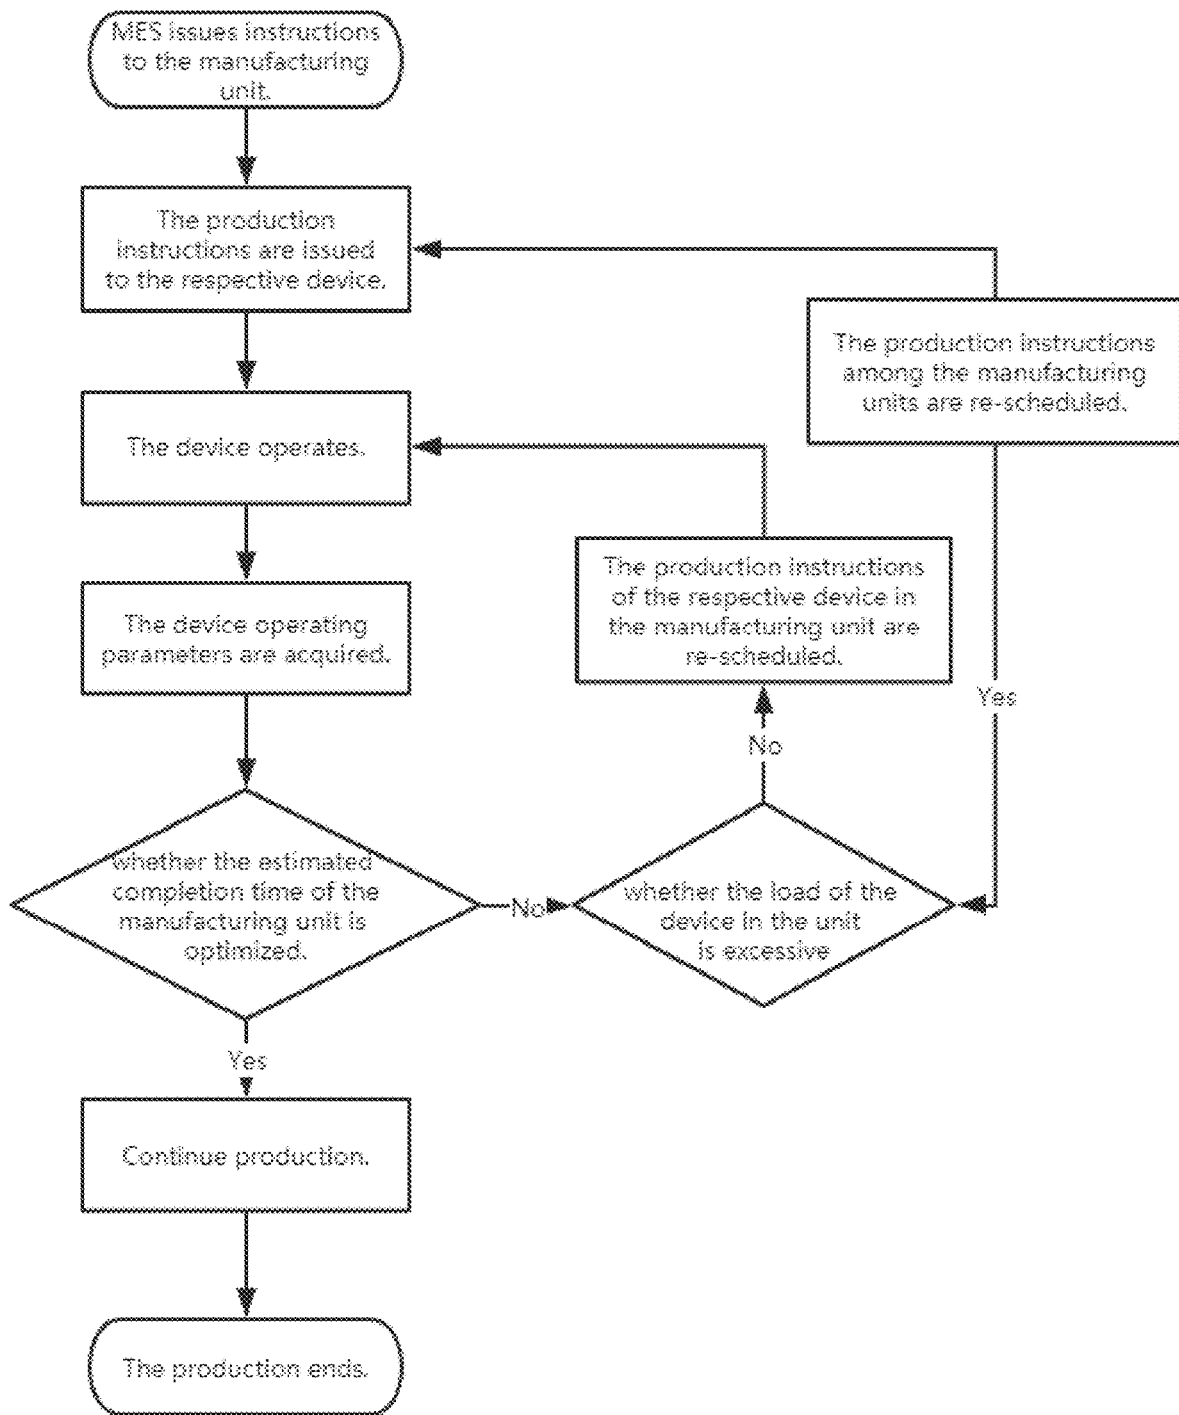 MES issues instructions
to the manufacturing
unit.
The production
instructions are issued
to the respective device.
The production instructions
among the manufacturing
units are re-scheduled.
The device operates.
The production instructions
of the respective device in
the manufacturing unit are
re-scheduled.
The device operating
parameters are acquired.
Yes
No
whether the estimated
completion time of the
manufacturing unit is
optimized.
No
whether the load of the
device in the unit
is excessive
Yes
Continue production.
The production ends.